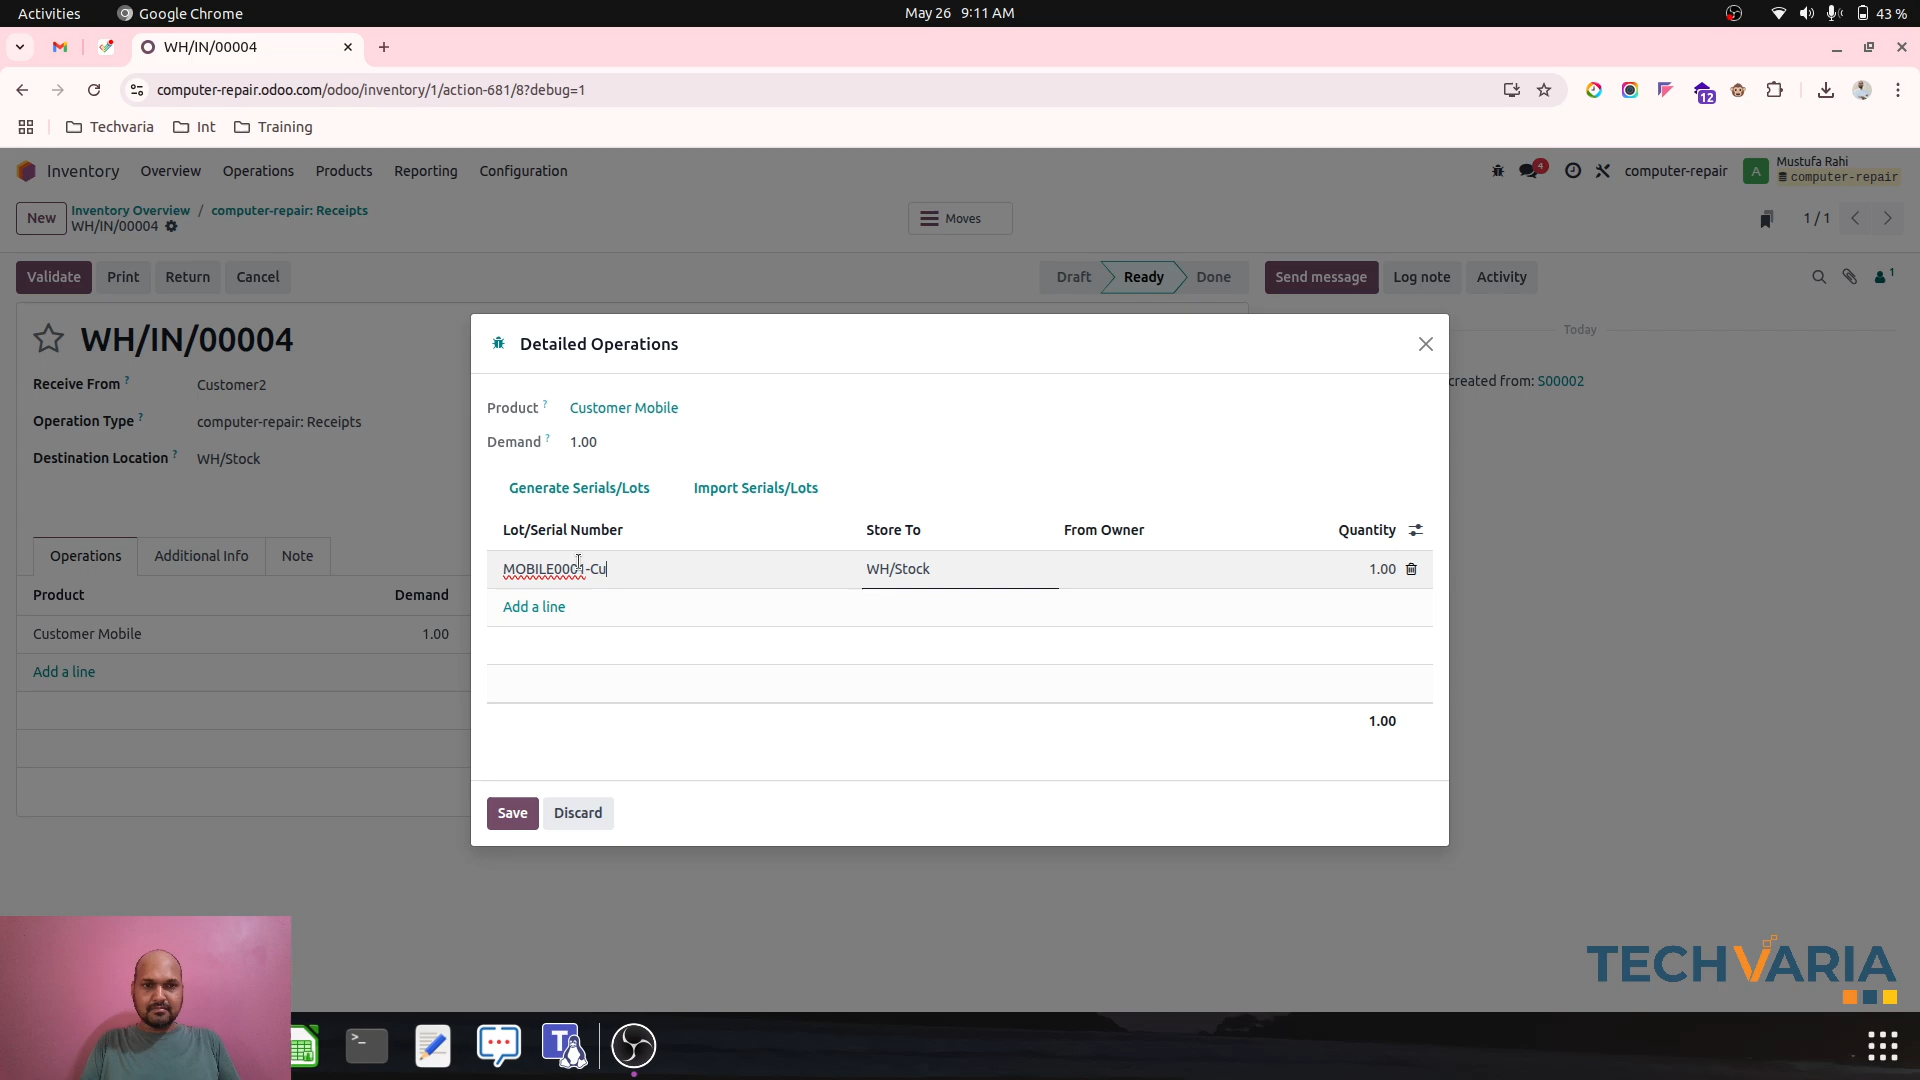 Activities Google Chrome May 26 9:11 AM 43 %
WH/IN/00004
computer-repair.odoo.com/odoo/inventory/1/action-681/8?debug=1 12
Techvaria Int Training
Inventory Overview Operations Products Reporting Configuration 4 computer-repair A Mustufa Rahi
computer-repair
New Inventory Overview / computer-repair: Receipts
WH/IN/00004 Moves 1 / 1
Validate Print Return Cancel Draft Ready Done Send message Log note Activity 1
WH/IN/00004 Today
Receive From ? Customer2 created from: S00002
Operation Type ? computer-repair: Receipts
Destination Location ? WH/Stock
Operations Additional Info Note
Product Demand
Customer Mobile 1.00
Add a line
Detailed Operations
Product ? Customer Mobile
Demand ? 1.00
Generate Serials/Lots Import Serials/Lots
Lot/Serial Number Store To From Owner Quantity
MOBILE0001-Cu WH/Stock 1.00
Add a line
1.00
Save Discard
TECHVARIA